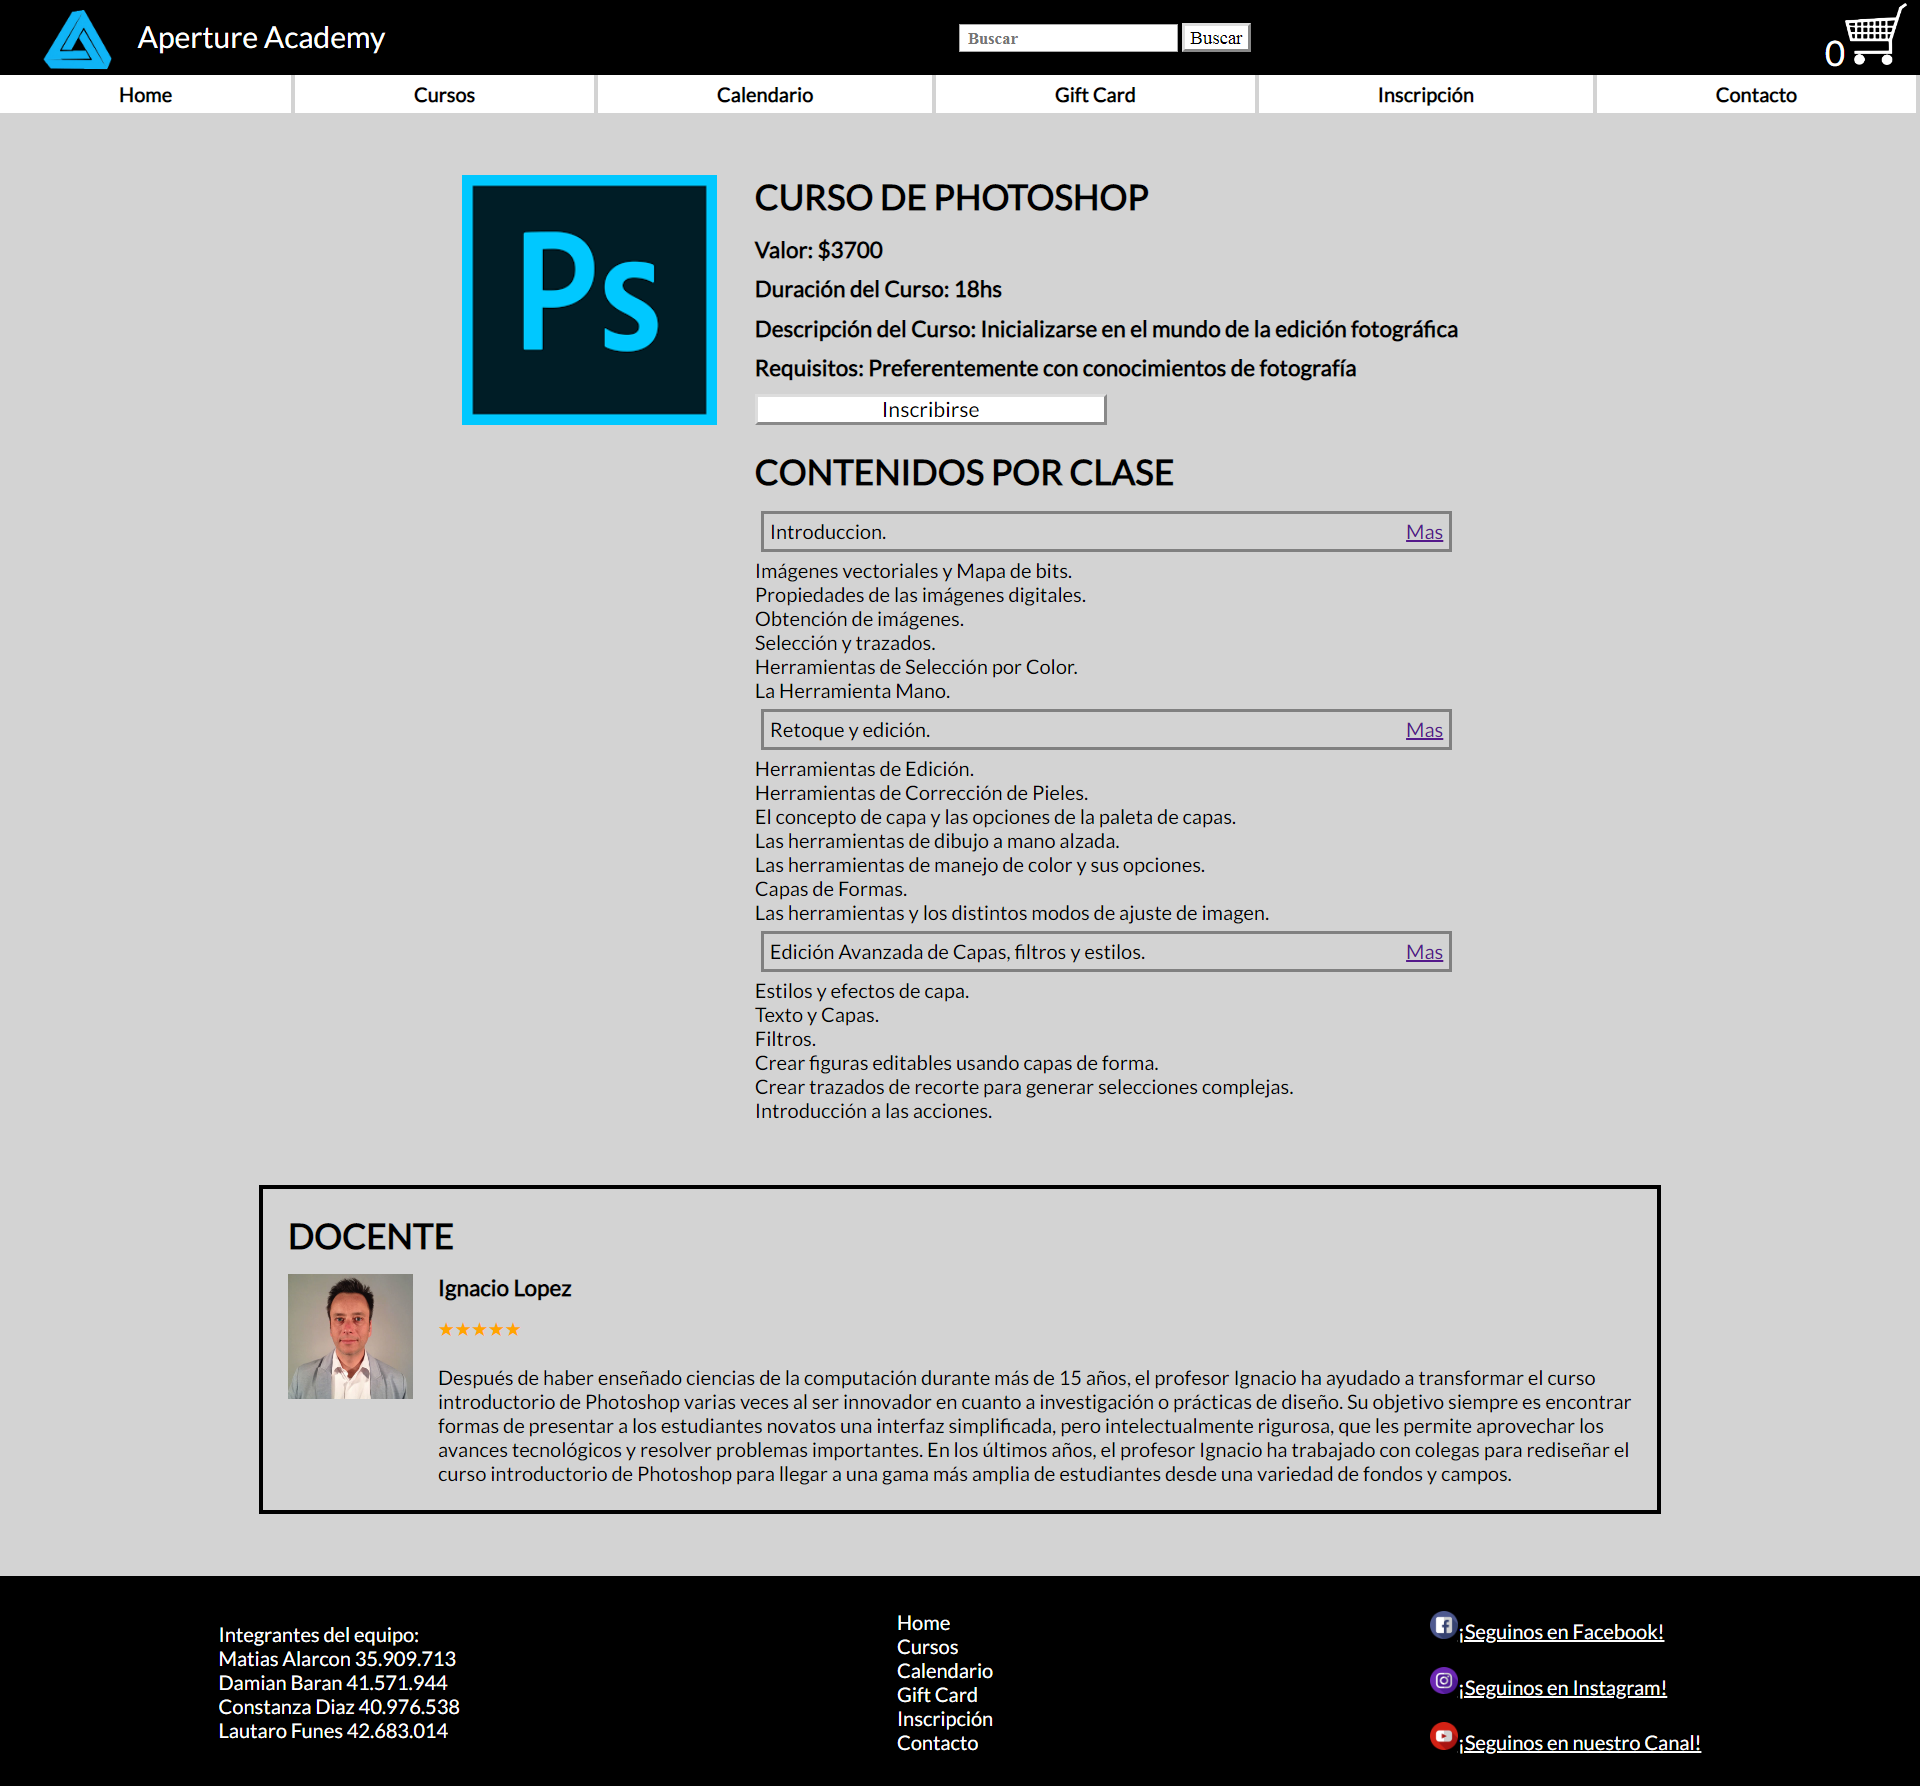 Aperture Academy
Buscar
Buscar
0
Home
Cursos
Calendario
Gift Card
Inscripción
Contacto
Ps
CURSO DE PHOTOSHOP
Valor: $3700
Duración del Curso: 18hs
Descripción del Curso: Inicializarse en el mundo de la edición fotográfica
Requisitos: Preferentemente con conocimientos de fotografía
Inscribirse
CONTENIDOS POR CLASE
Introduccion. Mas
Imágenes vectoriales y Mapa de bits.
Propiedades de las imágenes digitales.
Obtención de imágenes.
Selección y trazados.
Herramientas de Selección por Color.
La Herramienta Mano.
Retoque y edición. Mas
Herramientas de Edición.
Herramientas de Corrección de Pieles.
El concepto de capa y las opciones de la paleta de capas.
Las herramientas de dibujo a mano alzada.
Las herramientas de manejo de color y sus opciones.
Capas de Formas.
Las herramientas y los distintos modos de ajuste de imagen.
Edición Avanzada de Capas, filtros y estilos. Mas
Estilos y efectos de capa.
Texto y Capas.
Filtros.
Crear figuras editables usando capas de forma.
Crear trazados de recorte para generar selecciones complejas.
Introducción a las acciones.
DOCENTE
Ignacio Lopez
★★★★★
Después de haber enseñado ciencias de la computación durante más de 15 años, el profesor Ignacio ha ayudado a transformar el curso
introductorio de Photoshop varias veces al ser innovador en cuanto a investigación o prácticas de diseño. Su objetivo siempre es encontrar
formas de presentar a los estudiantes novatos una interfaz simplificada, pero intelectualmente rigurosa, que les permite aprovechar los
avances tecnológicos y resolver problemas importantes. En los últimos años, el profesor Ignacio ha trabajado con colegas para rediseñar el
curso introductorio de Photoshop para llegar a una gama más amplia de estudiantes desde una variedad de fondos y campos.
Integrantes del equipo:
Matias Alarcon 35.909.713
Damian Baran 41.571.944
Constanza Diaz 40.976.538
Lautaro Funes 42.683.014
Home
Cursos
Calendario
Gift Card
Inscripción
Contacto
¡Seguinos en Facebook!
¡Seguinos en Instagram!
¡Seguinos en nuestro Canal!